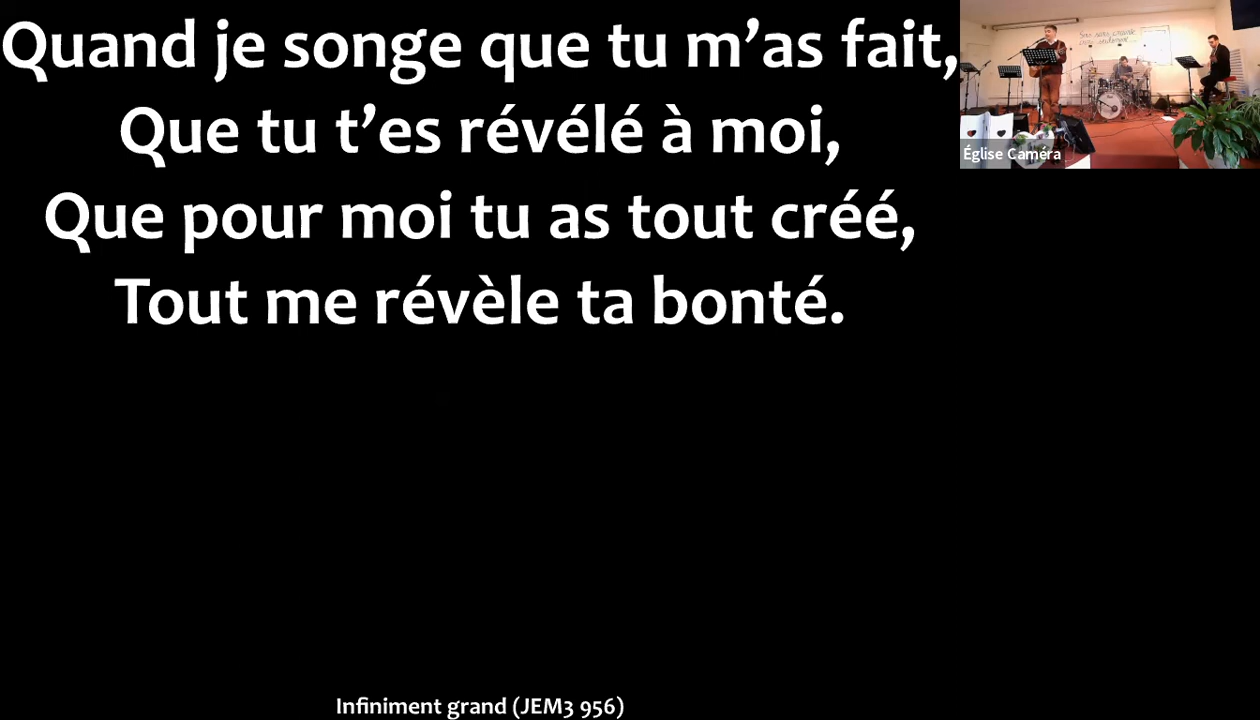 Quand je songe que tu m’as fait,
Que tu t’es révélé à moi,
Que pour moi tu as tout créé,
Tout me révèle ta bonté.
Église Caméra
Infiniment grand (JEM3 956)